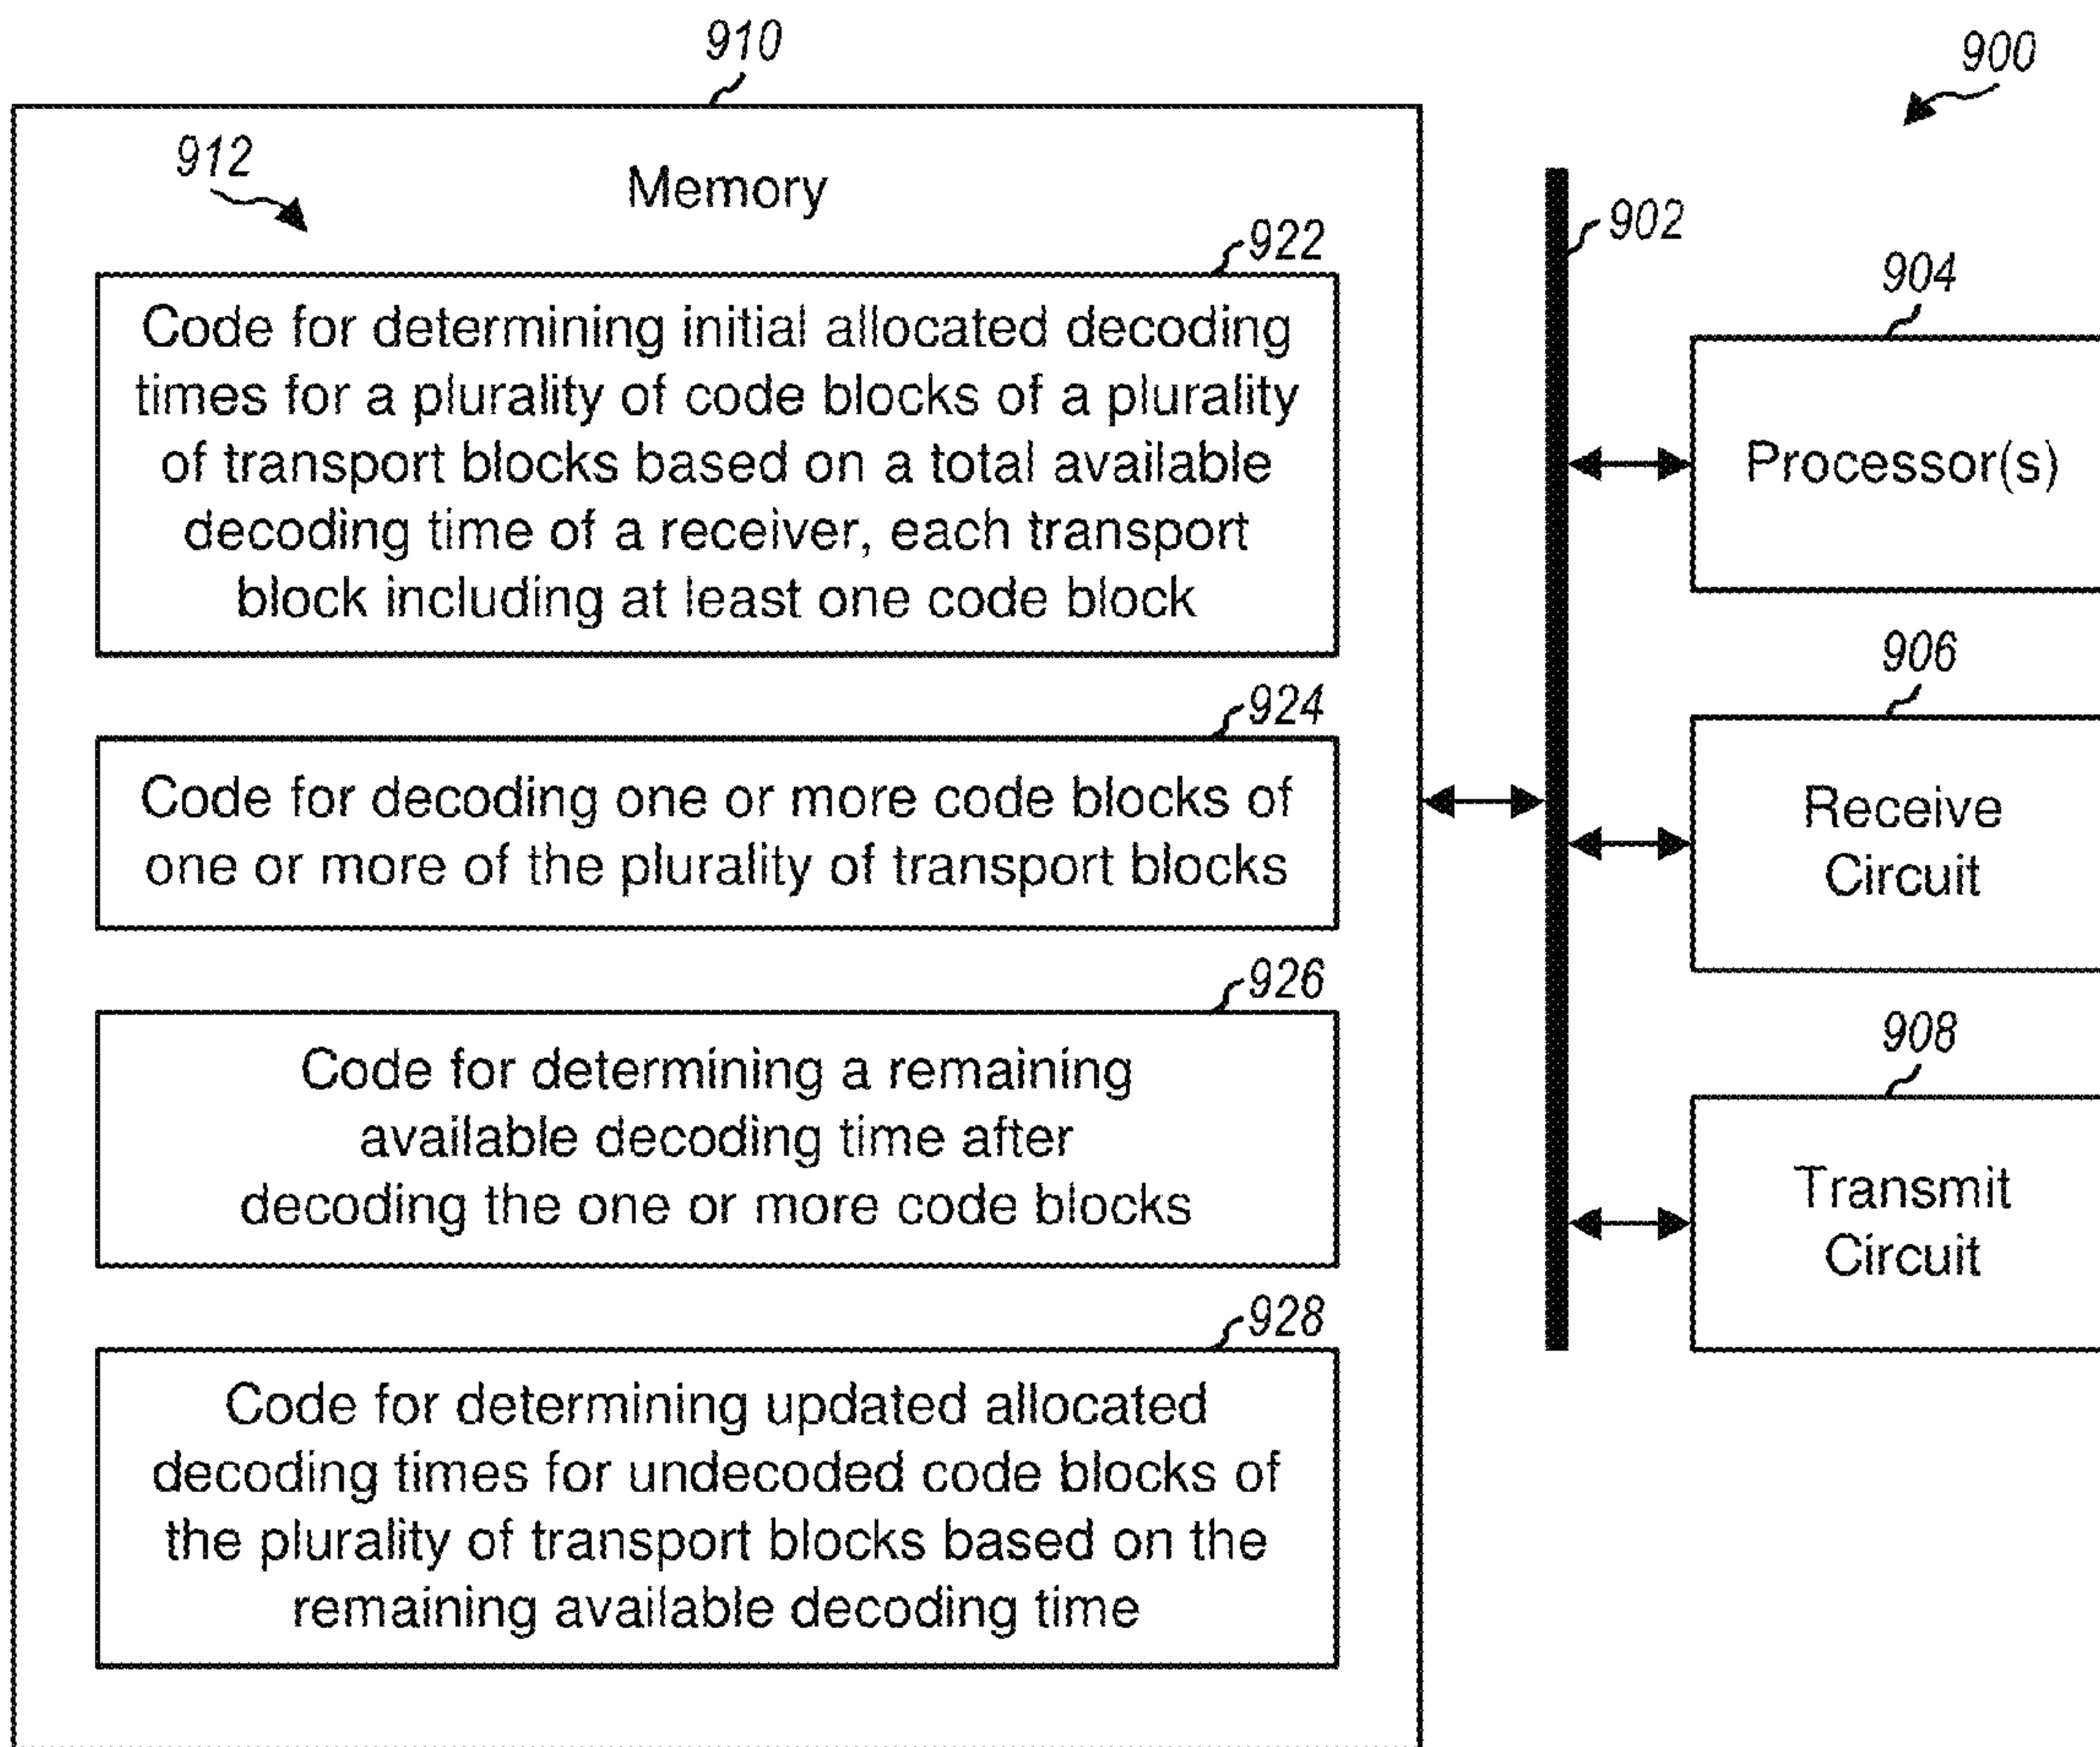 910
900
912
Memory
922
Code for determining initial allocated decoding
times for a plurality of code blocks of a plurality
of transport blocks based on a total available
decoding time of a receiver, each transport
block including at least one code block
924
Code for decoding one or more code blocks of
one or more of the plurality of transport blocks
926
Code for determining a remaining
available decoding time after
decoding the one or more code blocks
928
Code for determining updated allocated
decoding times for undecoded code blocks of
the plurality of transport blocks based on the
remaining available decoding time
902
904
Processor(s)
906
Receive
Circuit
908
Transmit
Circuit